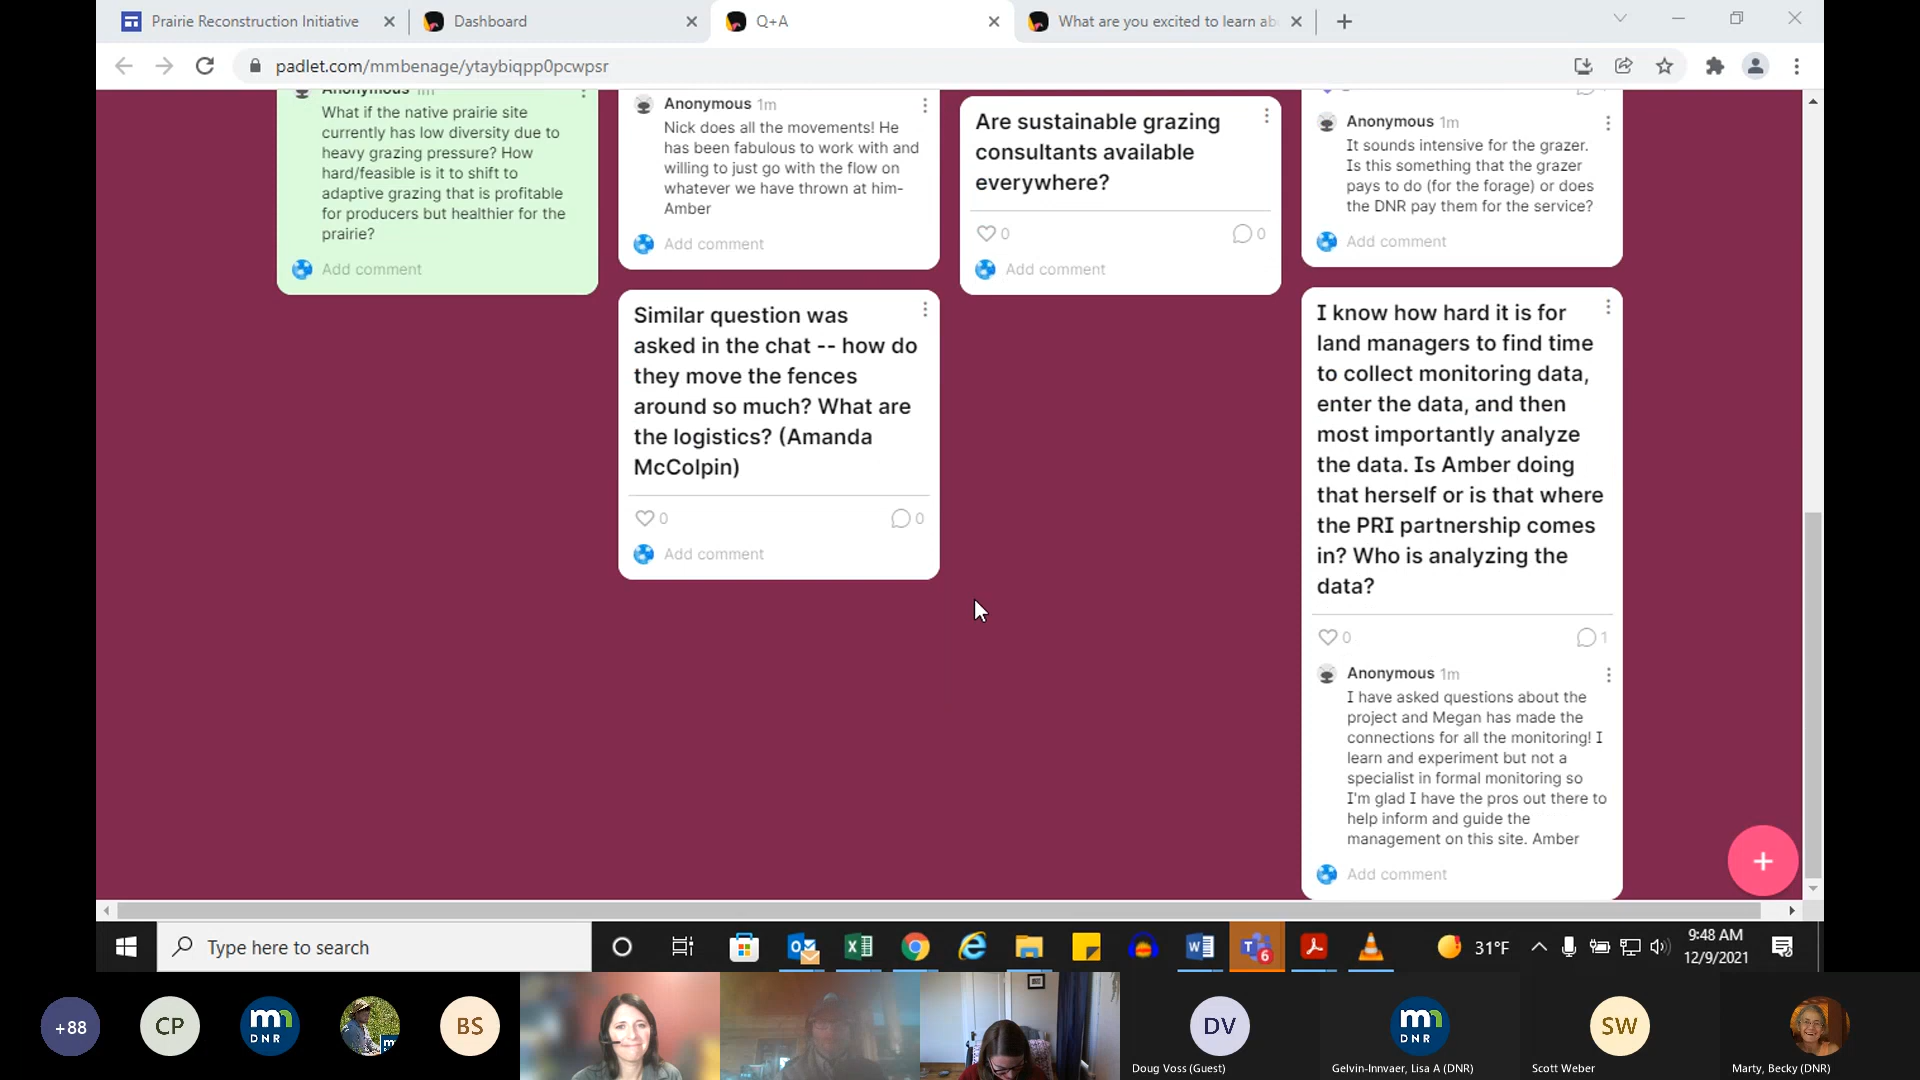 Prairie Reconstruction Initiative
Dashboard
Q+A
What are you excited to learn ab
padlet.com/mmbenage/ytaybiqpp0pcwpsr
Anonymous 1m
What if the native prairie site
currently has low diversity due to
heavy grazing pressure? How
hard/feasible is it to shift to
adaptive grazing that is profitable
for producers but healthier for the
prairie?
Add comment
Anonymous 1m
Nick does all the movements! He
has been fabulous to work with and
willing to just go with the flow on
whatever we have thrown at him-
Amber
Add comment
Similar question was
asked in the chat -- how do
they move the fences
around so much? What are
the logistics? (Amanda
McColpin)
0
0
Add comment
Are sustainable grazing
consultants available
everywhere?
0
0
Add comment
Anonymous 1m
It sounds intensive for the grazer.
Is this something that the grazer
pays to do (for the forage) or does
the DNR pay them for the service?
Add comment
I know how hard it is for
land managers to find time
to collect monitoring data,
enter the data, and then
most importantly analyze
the data. Is Amber doing
that herself or is that where
the PRI partnership comes
in? Who is analyzing the
data?
0
1
Anonymous 1m
I have asked questions about the
project and Megan has made the
connections for all the monitoring! I
learn and experiment but not a
specialist in formal monitoring so
I'm glad I have the pros out there to
help inform and guide the
management on this site. Amber
Add comment
Type here to search
6
31°F
9:48 AM
12/9/2021
+88
CP
mn
DNR
m
BS
DV
Doug Voss (Guest)
mn
DNR
Gelvin-Innvaer, Lisa A (DNR)
SW
Scott Weber
Marty, Becky (DNR)